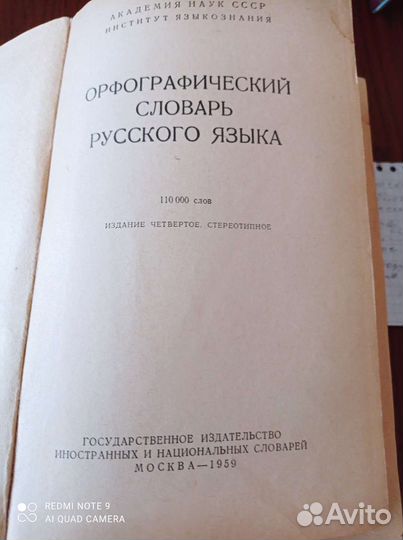 АКАДЕМИЯ НАУК СССР
ИНСТИТУТ ЯЗЫКОЗНАНИЯ
ОРФОГРАФИЧЕСКИЙ
СЛОВАРЬ
РУССКОГО ЯЗЫКА
110 000 слов
ИЗДАНИЕ ЧЕТВЕРТОЕ, СТЕРЕОТИПНОЕ
ГОСУДАРСТВЕННОЕ ИЗДАТЕЛЬСТВО
ИНОСТРАННЫХ И НАЦИОНАЛЬНЫХ СЛОВАРЕЙ
МОСКВА—1959
REDMI NOTE 9
AI QUAD CAMERA
Avito